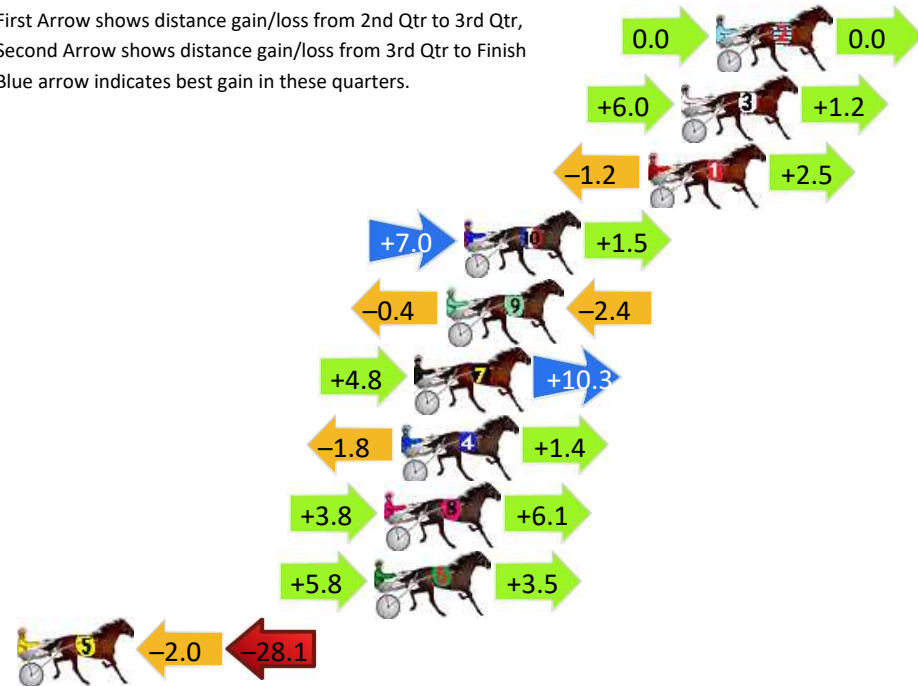 First Arrow shows distance gain/loss from 2nd Qtr to 3rd Qtr,
Second Arrow shows distance gain/loss from 3rd Qtr to Finish
Blue arrow indicates best gain in these quarters.
0.0 2 0.0
+6.0 3 +1.2
–1.2 1 +2.5
+7.0 10 +1.5
–0.4 9 –2.4
+4.8 7 +10.3
–1.8 4 +1.4
+3.8 8 +6.1
+5.8 6 +3.5
5 –2.0 –28.1